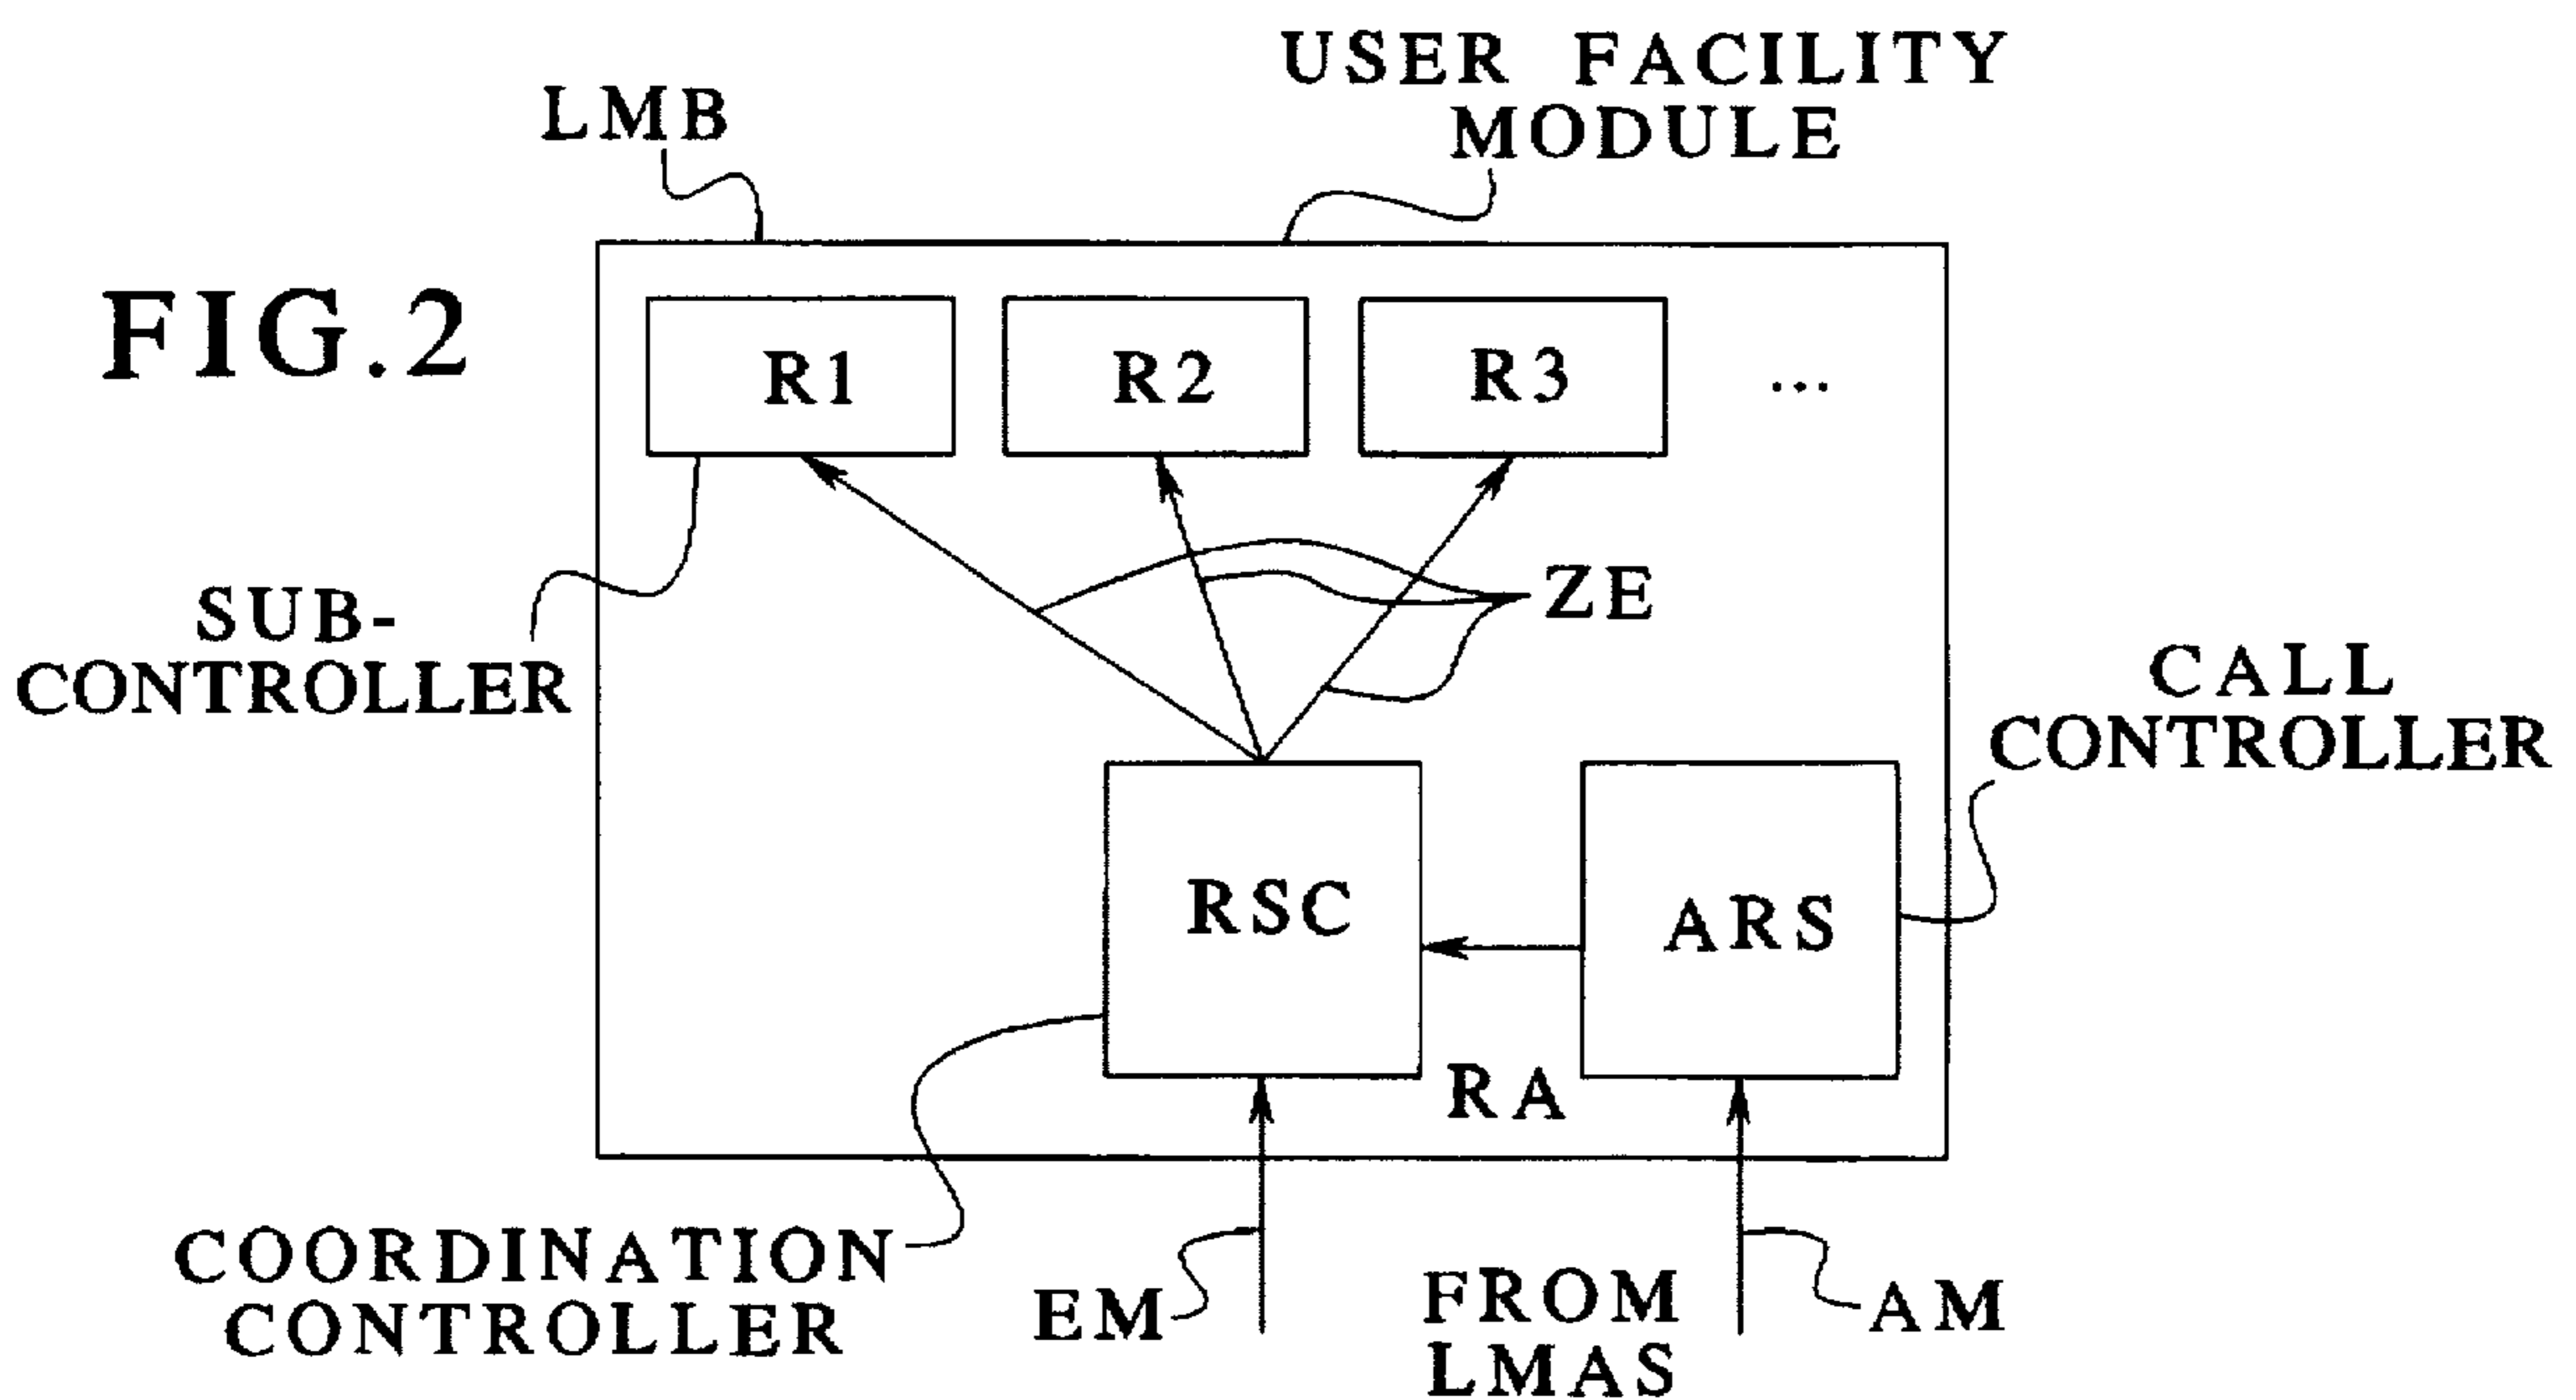 USER FACILITY
MODULE
LMB
FIG.2
R1
R2
R3
...
SUB-
CONTROLLER
ZE
CALL
CONTROLLER
RSC
ARS
RA
COORDINATION
CONTROLLER
EM
FROM
LMAS
AM